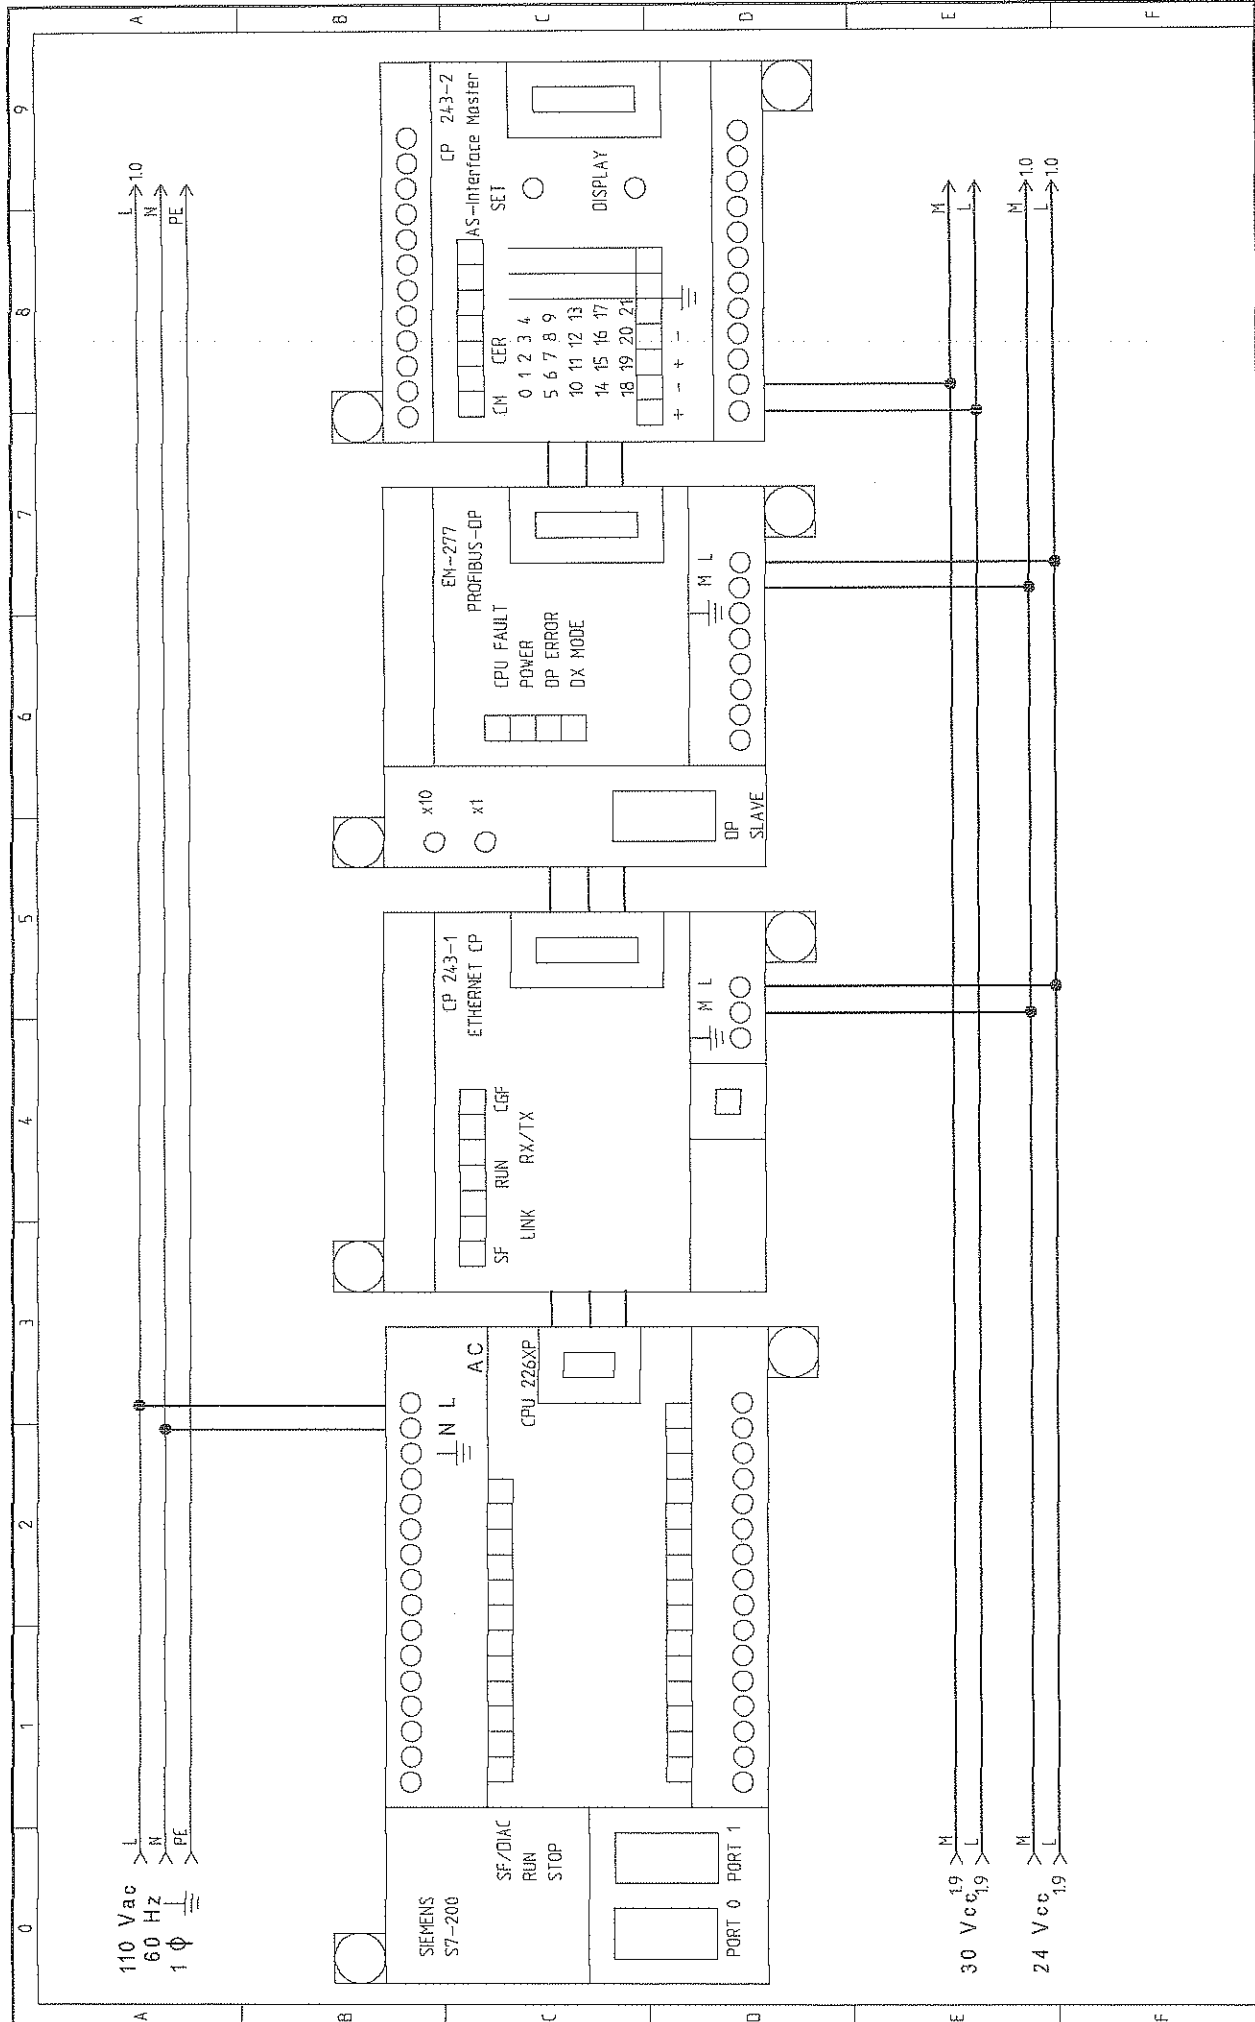 0 1 2 3 4 5 6 7 8 9
A
A
B
B
C
C
D
D
E
E
F
F
110 Vac
60 Hz
1 Φ
L
N
PE
L
1.0
N
PE
SIEMENS
S7-200
SF/DIAC
RUN
STOP
PORT 0
PORT 1
AC
N L
CPU 226XP
CP 243-1
ETHERNET CP
SF RUN CGF
LINK RX/TX
M L
x10
x1
DP
SLAVE
EM-277
PROFIBUS-DP
CPU FAULT
POWER
DP ERROR
DX MODE
M L
CP 243-2
AS-Interface Master
SET
DISPLAY
CM CER
0 1 2 3 4
5 6 7 8 9
10 11 12 13
14 15 16 17
18 19 20 21
+ - + -
30 Vcc
M
1.9
L
1.9
M
L
24 Vcc
M
L
1.9
M
1.0
L
1.0